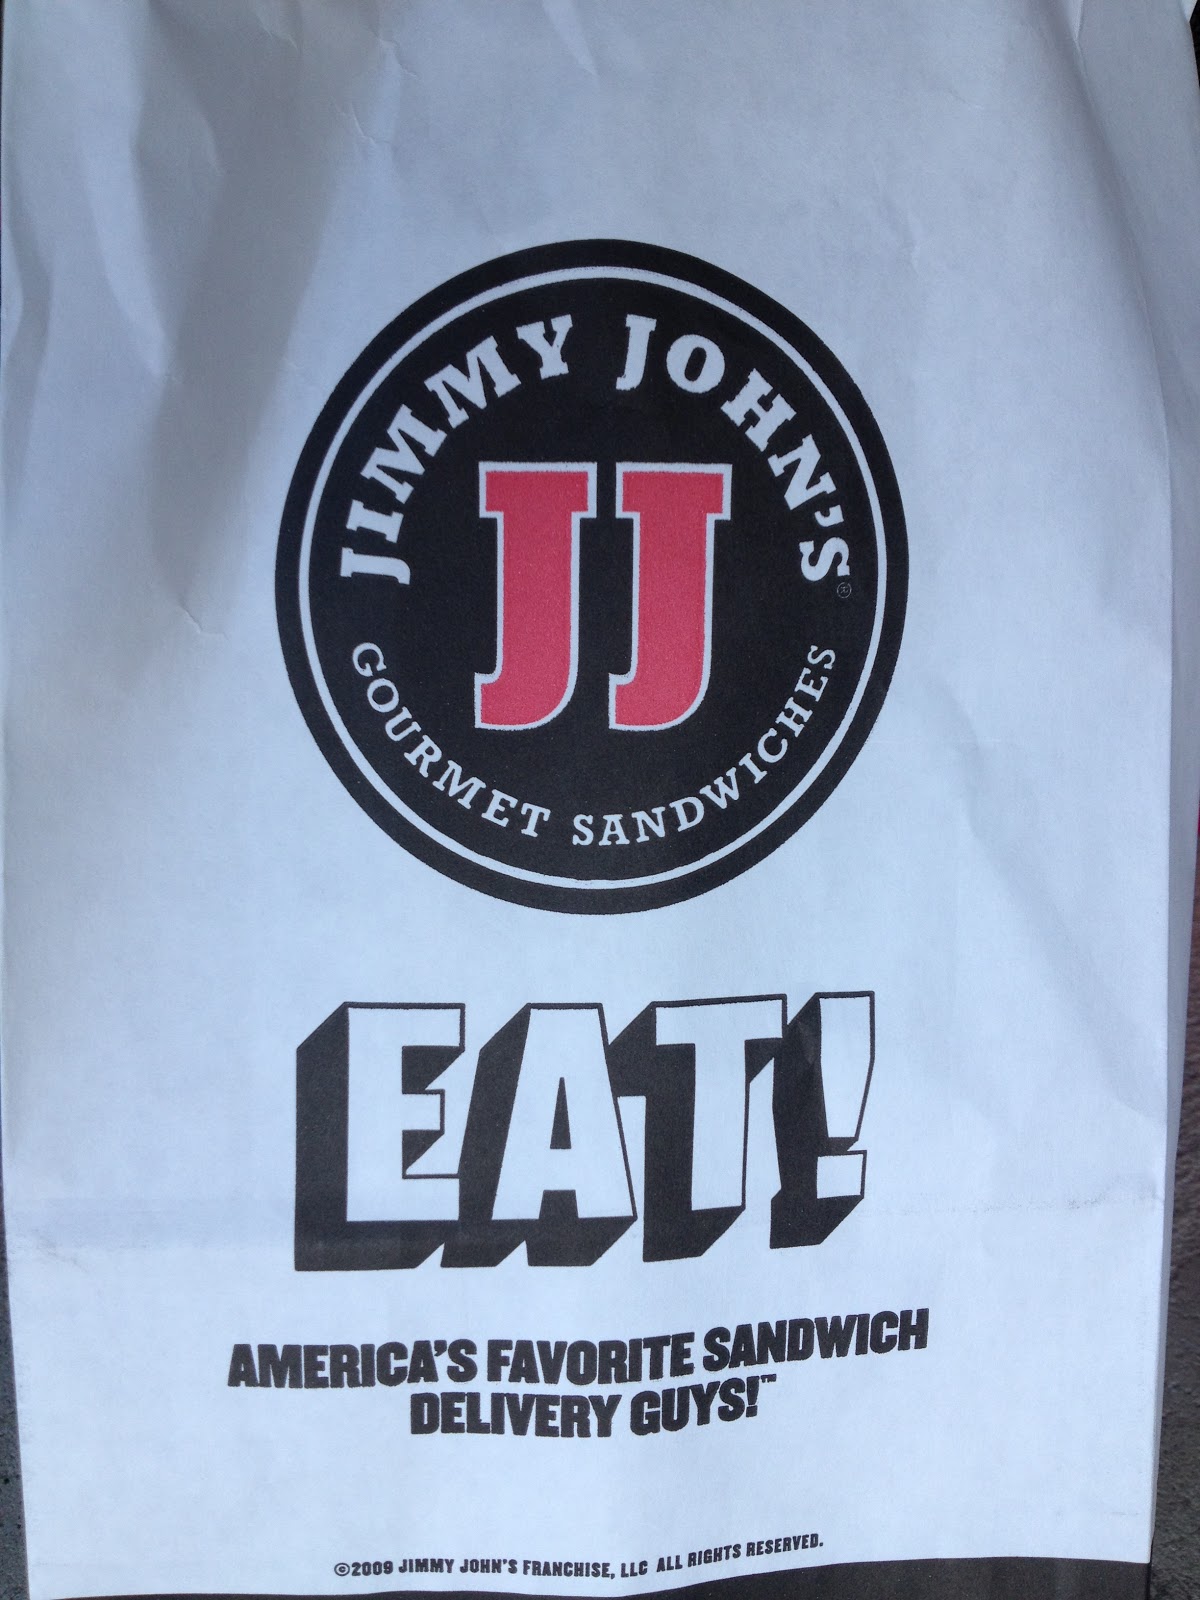 JIMMY JOHN'S®
JJ
GOURMET SANDWICHES
EAT!
AMERICA'S FAVORITE SANDWICH
DELIVERY GUYS!™
©2009 JIMMY JOHN'S FRANCHISE, LLC ALL RIGHTS RESERVED.